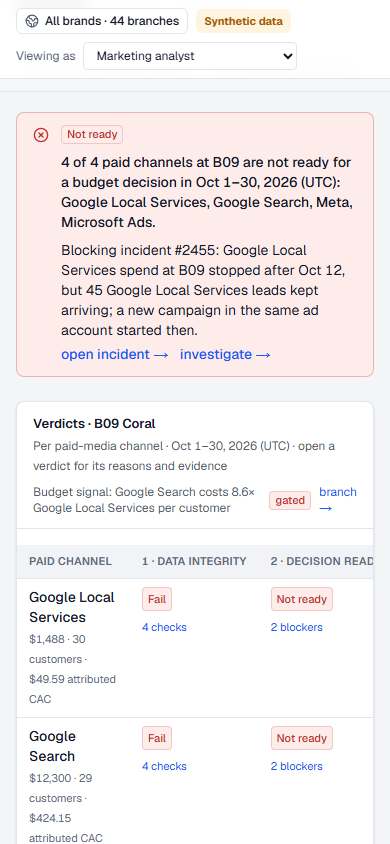 All brands · 44 branches
Synthetic data
Viewing as
Marketing analyst
Not ready
4 of 4 paid channels at B09 are not ready for
a budget decision in Oct 1–30, 2026 (UTC):
Google Local Services, Google Search, Meta,
Microsoft Ads.
Blocking incident #2455: Google Local
Services spend at B09 stopped after Oct 12,
but 45 Google Local Services leads kept
arriving; a new campaign in the same ad
account started then.
open incident → investigate →
Verdicts · B09 Coral
Per paid-media channel · Oct 1–30, 2026 (UTC) · open a
verdict for its reasons and evidence
Budget signal: Google Search costs 8.6×
Google Local Services per customer
gated
branch
→
PAID CHANNEL 1 · DATA INTEGRITY 2 · DECISION READ
Google Local
Services
$1,488 · 30
customers ·
$49.59 attributed
CAC
Fail
4 checks
Not ready
2 blockers
Google
Search
$12,300 · 29
customers ·
$424.15
attributed CAC
Fail
4 checks
Not ready
2 blockers